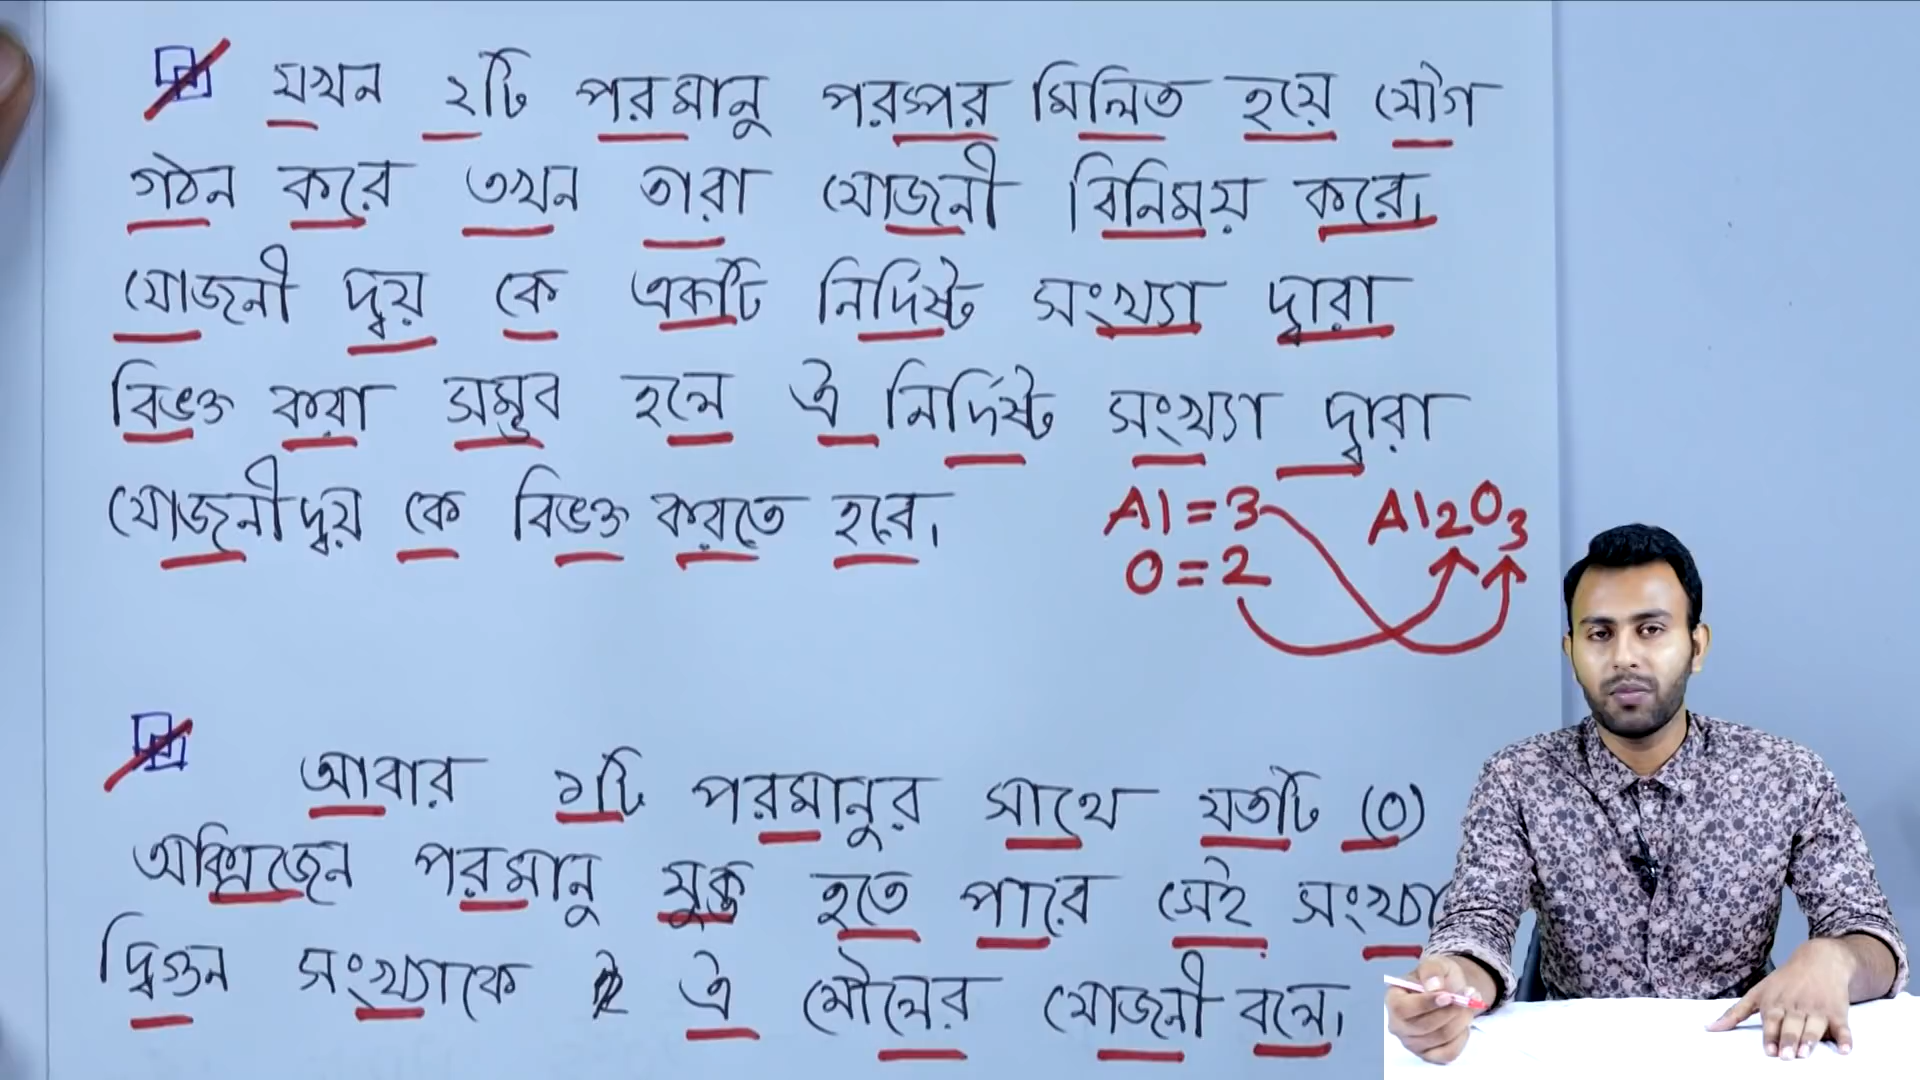 যখন ২টি পরমানু পরস্পর মিলিত হয়ে যৌগ
গঠন করে তখন তারা যোজনী বিনিময় করে।
যোজনী দ্বয় কে একটি নির্দিষ্ট সংখ্যা দ্বারা
বিভক্ত করা সম্ভব হলে ঐ নির্দিষ্ট সংখ্যা দ্বারা
যোজনীদ্বয় কে বিভক্ত করতে হবে।
Al = 3 Al₂O₃
O = 2
আবার ১টি পরমানুর সাথে যতটি (O)
অক্সিজেন পরমানু যুক্ত হতে পারে সেই সংখ্যা
দ্বিগুন সংখ্যাকে ঐ মৌলের যোজনী বলে।